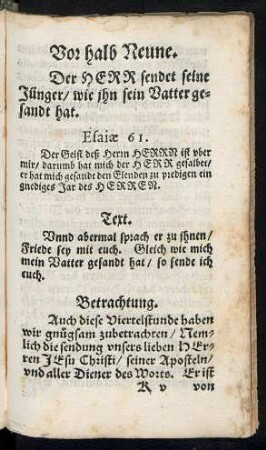 Vor halb Neune.
Der HERR sendet seine
Jünger/ wie jhn sein Vatter ge-
sandt hat.
Esaiæ 61.
Der Geist deß Herrn HERRN ist vber
mir/ darumb hat mich der HERR gesalbet/
er hat mich gesandt den Elenden zu predigen ein
gnediges Jar des HERREN.
Text.
Vnnd abermal sprach er zu jhnen/
Friede sey mit euch. Gleich wie mich
mein Vatter gesandt hat/ so sende ich
euch.
Betrachtung.
Auch diese Viertelstunde haben
wir gnůgsam zubetrachten/ Nem-
lich die sendung vnsers lieben HEr-
ren JEsu Christi/ seiner Aposteln/
vnd aller Diener des Worts. Er ist
K v von